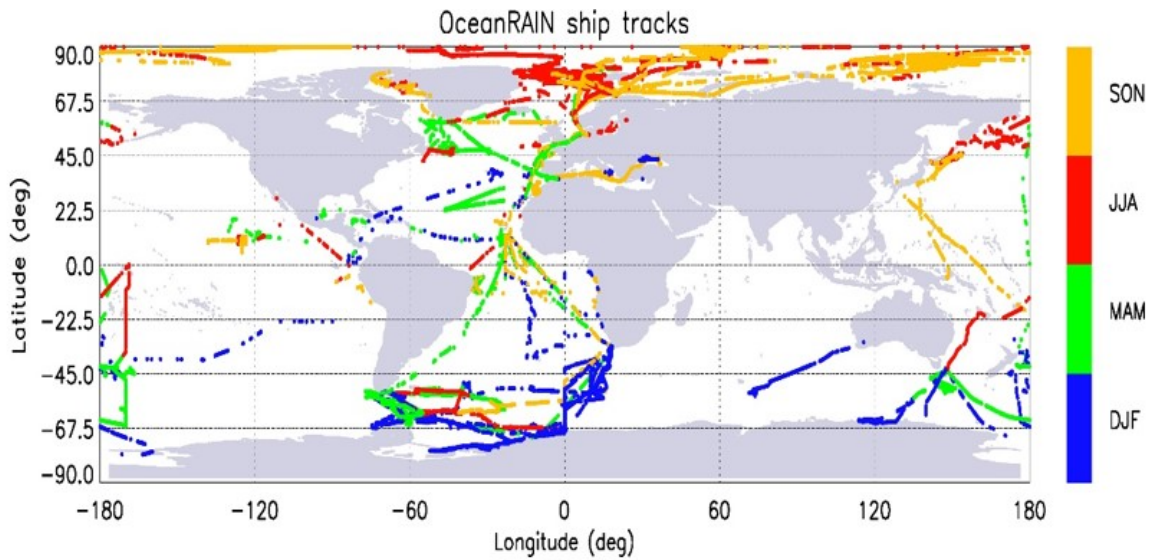 OceanRAIN ship tracks
90.0
67.5
45.0
22.5
0.0
-22.5
-45.0
-67.5
-90.0
Latitude (deg)
-180
-60
0
60
120
180
Longitude (deg)
SON
JJA
MAM
DJF